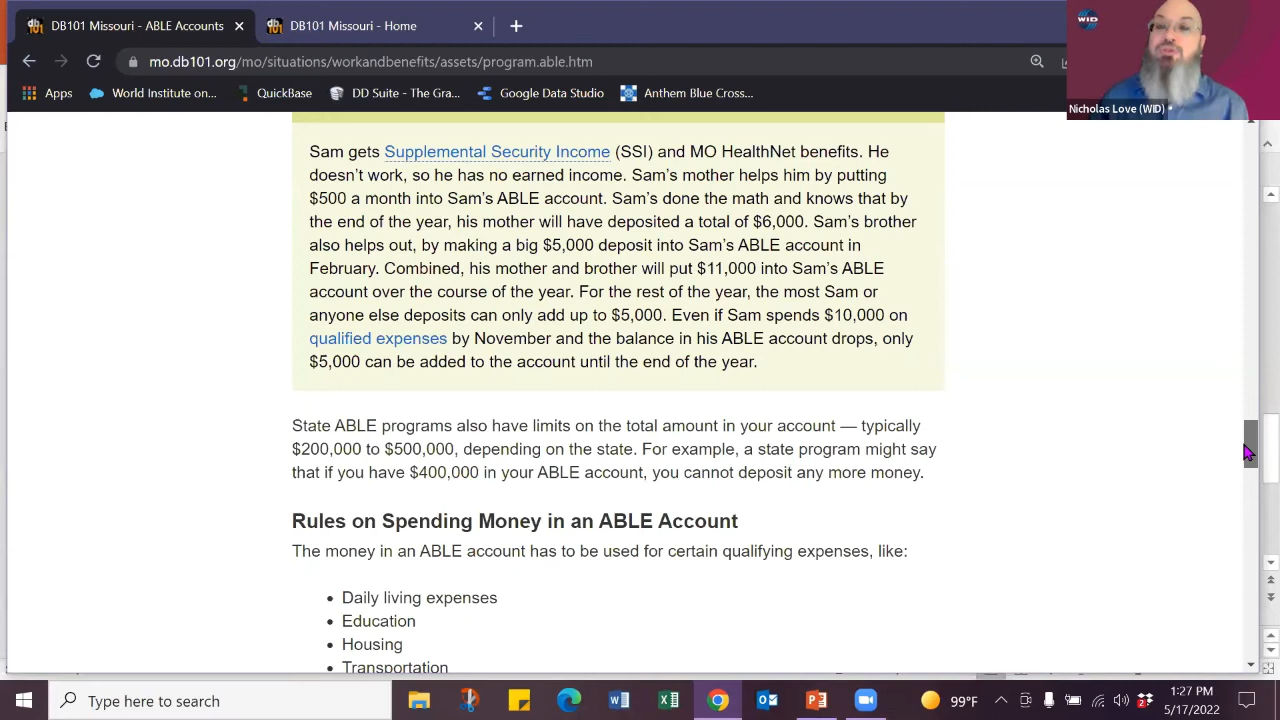 DB101 Missouri - ABLE Accounts
DB101 Missouri - Home
mo.db101.org/mo/situations/workandbenefits/assets/program.able.htm
Apps
World Institute on...
QuickBase
DD Suite - The Gra...
Google Data Studio
Anthem Blue Cross...
WID
Nicholas Love (WID)
Sam gets Supplemental Security Income (SSI) and MO HealthNet benefits. He
doesn’t work, so he has no earned income. Sam’s mother helps him by putting
$500 a month into Sam’s ABLE account. Sam’s done the math and knows that by
the end of the year, his mother will have deposited a total of $6,000. Sam’s brother
also helps out, by making a big $5,000 deposit into Sam’s ABLE account in
February. Combined, his mother and brother will put $11,000 into Sam’s ABLE
account over the course of the year. For the rest of the year, the most Sam or
anyone else deposits can only add up to $5,000. Even if Sam spends $10,000 on
qualified expenses by November and the balance in his ABLE account drops, only
$5,000 can be added to the account until the end of the year.
State ABLE programs also have limits on the total amount in your account — typically
$200,000 to $500,000, depending on the state. For example, a state program might say
that if you have $400,000 in your ABLE account, you cannot deposit any more money.
Rules on Spending Money in an ABLE Account
The money in an ABLE account has to be used for certain qualifying expenses, like:
• Daily living expenses
• Education
• Housing
• Transportation
Type here to search
99°F
1:27 PM
5/17/2022